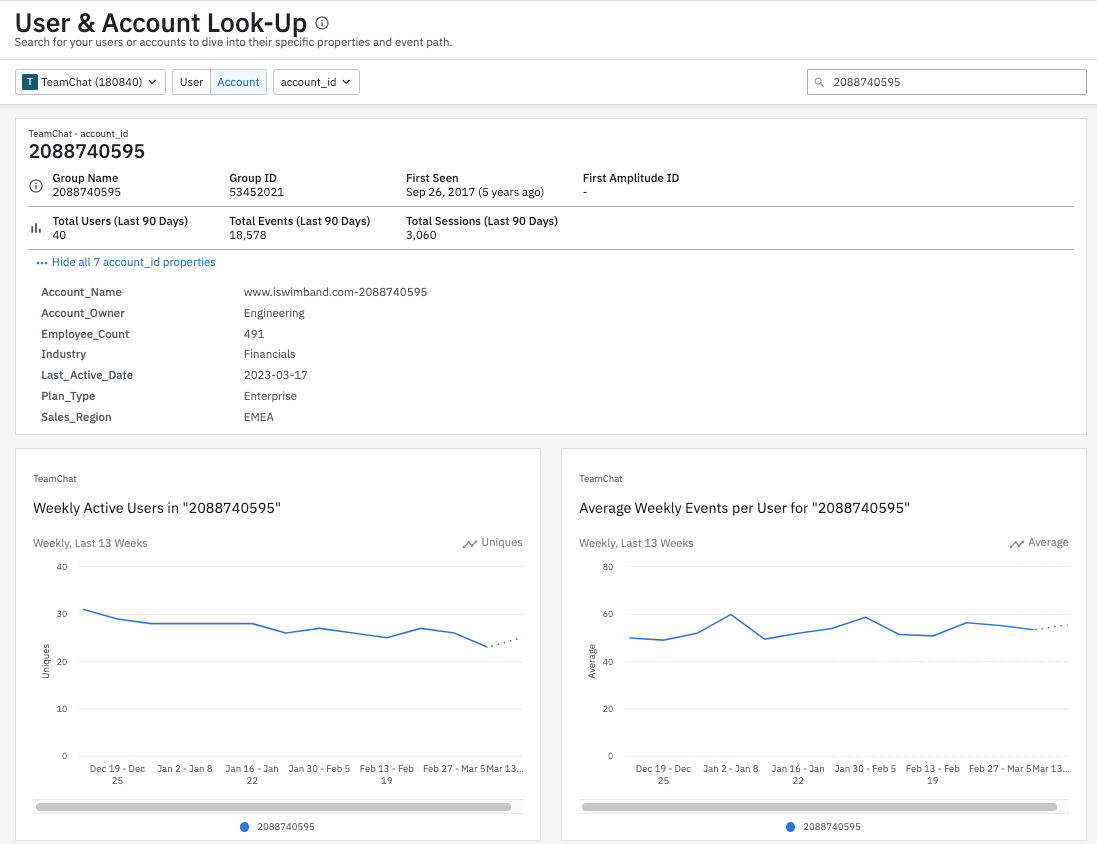 User & Account Look-Up
Search for your users or accounts to dive into their specific properties and event path.
T TeamChat (180840) User Account account_id 2088740595
TeamChat - account_id
2088740595
Group Name Group ID First Seen First Amplitude ID
2088740595 53452021 Sep 26, 2017 (5 years ago) -
Total Users (Last 90 Days) Total Events (Last 90 Days) Total Sessions (Last 90 Days)
40 18,578 3,060
••• Hide all 7 account_id properties
Account_Name www.iswimband.com-2088740595
Account_Owner Engineering
Employee_Count 491
Industry Financials
Last_Active_Date 2023-03-17
Plan_Type Enterprise
Sales_Region EMEA
TeamChat
Weekly Active Users in "2088740595"
Weekly, Last 13 Weeks Uniques
40
30
20
10
0
Uniques
Dec 19 - Dec 25 Jan 2 - Jan 8 Jan 16 - Jan 22 Jan 30 - Feb 5 Feb 13 - Feb 19 Feb 27 - Mar 5 Mar 13...
2088740595
TeamChat
Average Weekly Events per User for "2088740595"
Weekly, Last 13 Weeks Average
80
60
40
20
0
Average
Dec 19 - Dec 25 Jan 2 - Jan 8 Jan 16 - Jan 22 Jan 30 - Feb 5 Feb 13 - Feb 19 Feb 27 - Mar 5 Mar 13...
2088740595